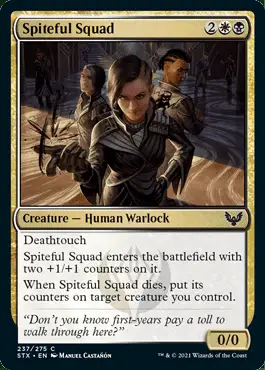 Spiteful Squad 2
Creature — Human Warlock
Deathtouch
Spiteful Squad enters the battlefield with
two +1/+1 counters on it.
When Spiteful Squad dies, put its
counters on target creature you control.
"Don't you know first-years pay a toll to
walk through here?"
0/0
237/275 C
STX • EN MANUEL CASTAÑÓN
™ & © 2021 Wizards of the Coast